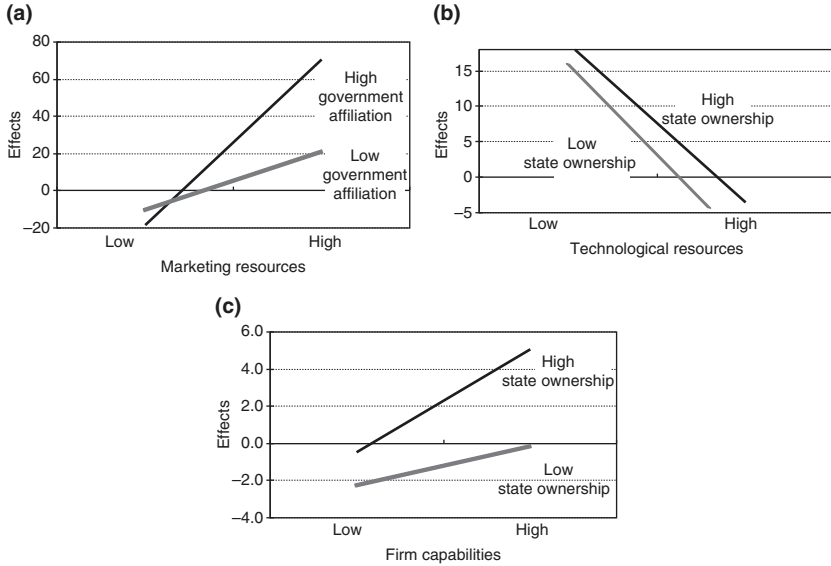 (a)
80
60
40
20
0
–20
Effects
High
government
affiliation
Low
government
affiliation
Low
High
Marketing resources
(b)
15
10
5
0
–5
Effects
High
state ownership
Low
state ownership
Low
High
Technological resources
(c)
6.0
4.0
2.0
0.0
–2.0
–4.0
Effects
High
state ownership
Low
state ownership
Low
High
Firm capabilities